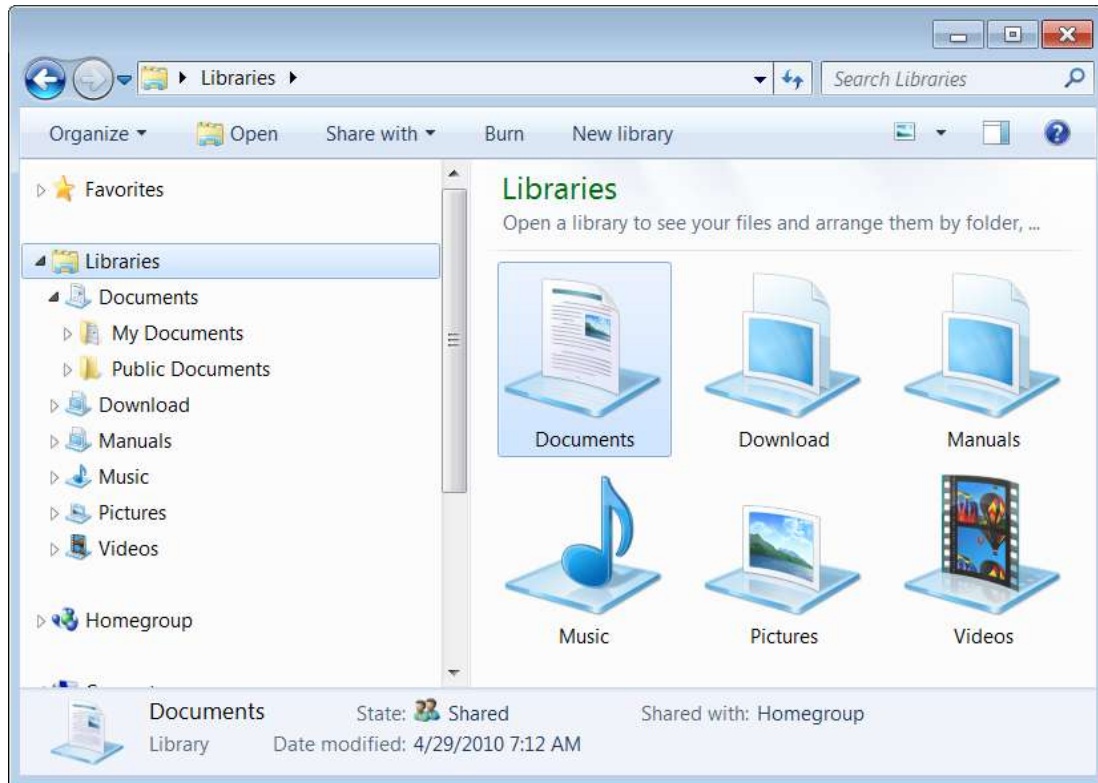 Libraries
Search Libraries
Organize
Open
Share with
Burn
New library
Favorites
Libraries
Documents
My Documents
Public Documents
Download
Manuals
Music
Pictures
Videos
Homegroup
Libraries
Open a library to see your files and arrange them by folder, ...
Documents
Download
Manuals
Music
Pictures
Videos
Documents State: Shared Shared with: Homegroup
Library Date modified: 4/29/2010 7:12 AM